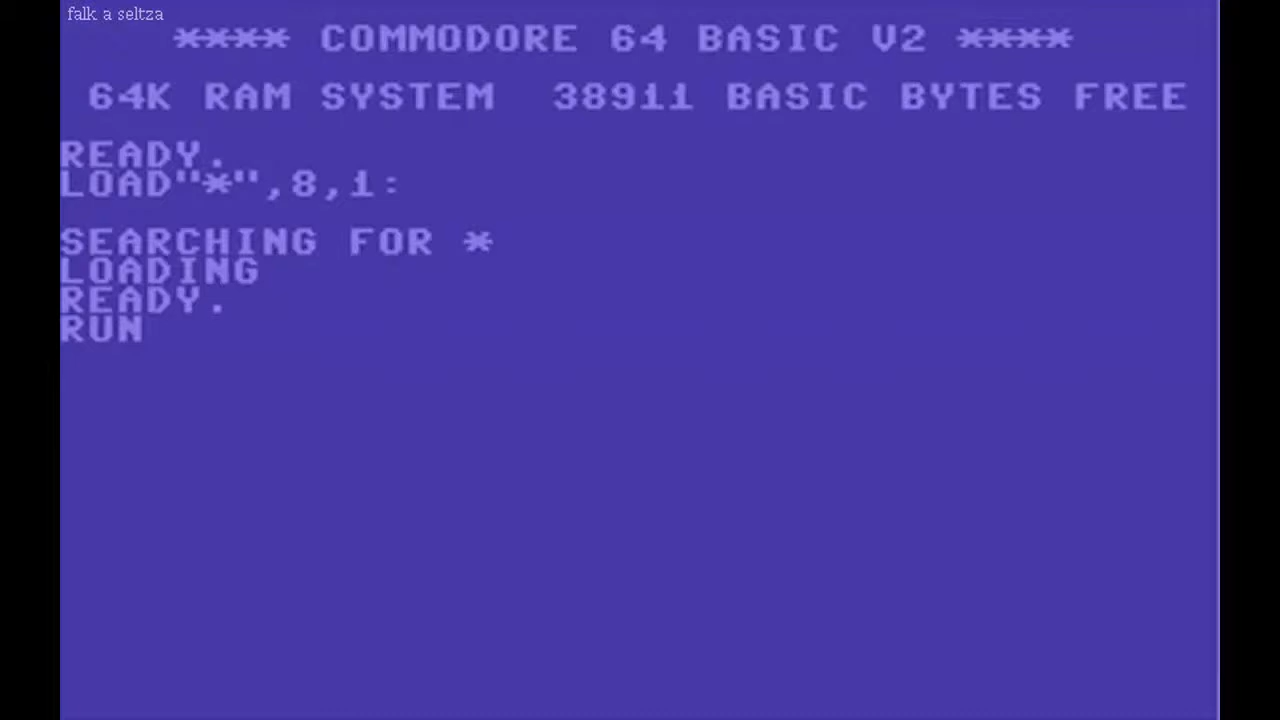 falk a seltza
**** COMMODORE 64 BASIC V2 ****
64K RAM SYSTEM  38911 BASIC BYTES FREE
READY.
LOAD"*",8,1:
SEARCHING FOR *
LOADING
READY.
RUN